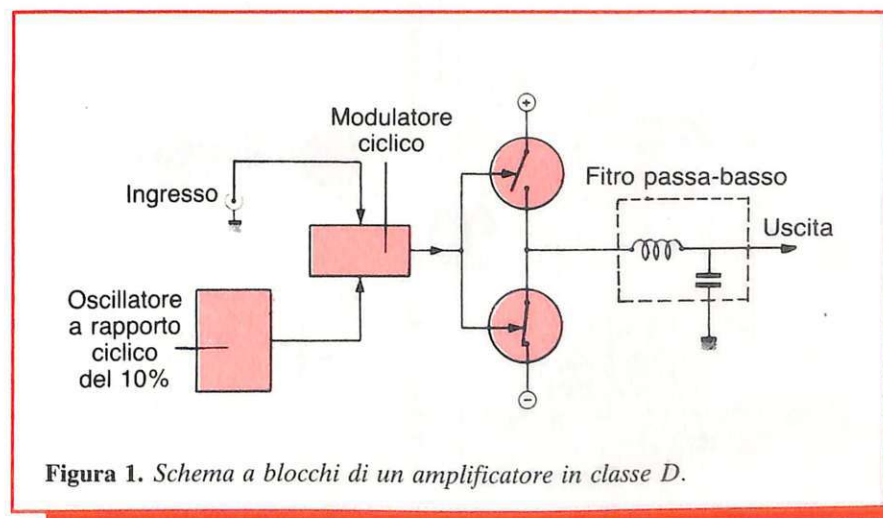 Modulatore
ciclico
Ingresso
Fitro passa-basso
Uscita
Oscillatore
a rapporto
ciclico
del 10%
Figura 1. Schema a blocchi di un amplificatore in classe D.